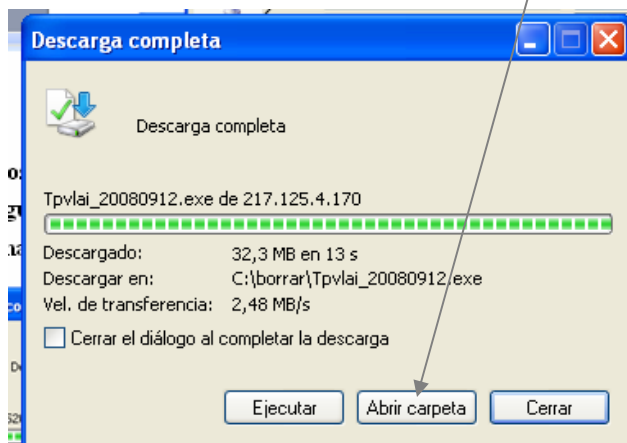 Descarga completa
Descarga completa
Tpvlai_20080912.exe de 217.125.4.170
Descargado: 32,3 MB en 13 s
Descargar en: C:\borrar\Tpvlai_20080912.exe
Vel. de transferencia: 2,48 MB/s
Cerrar el diálogo al completar la descarga
Ejecutar Abrir carpeta Cerrar